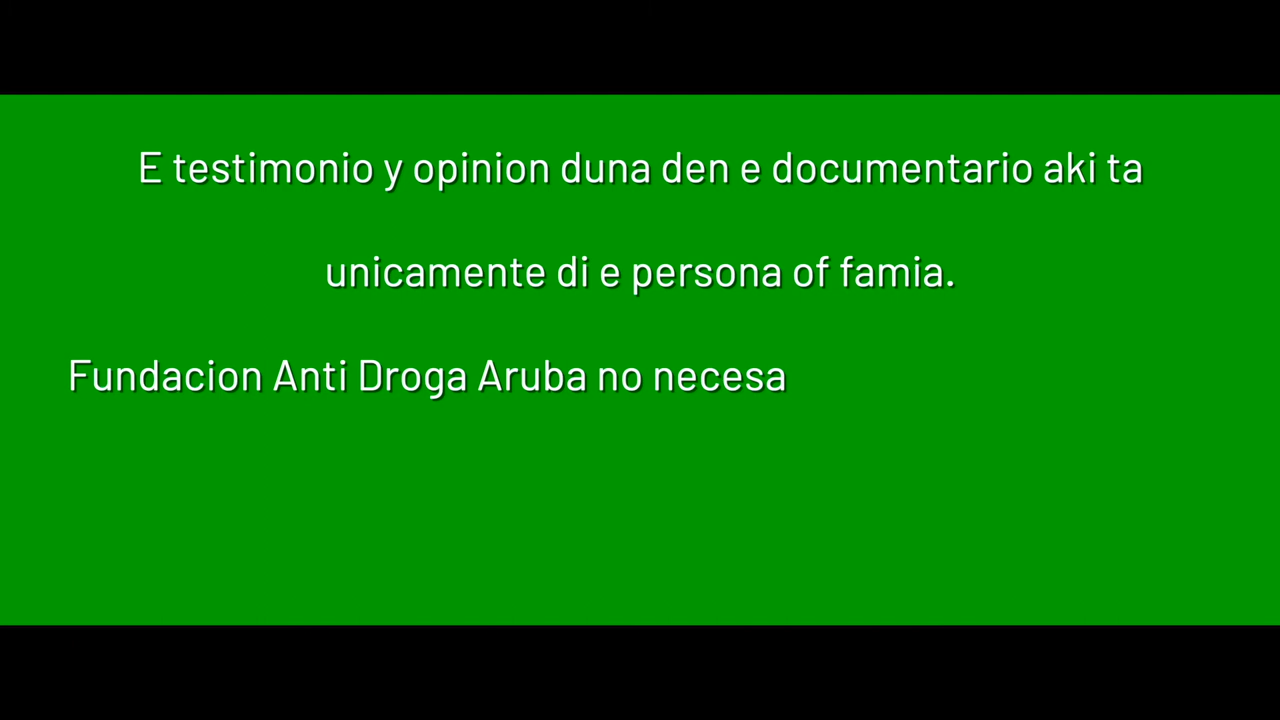 E testimonio y opinion duna den e documentario aki ta
unicamente di e persona of famia.
Fundacion Anti Droga Aruba no necesa